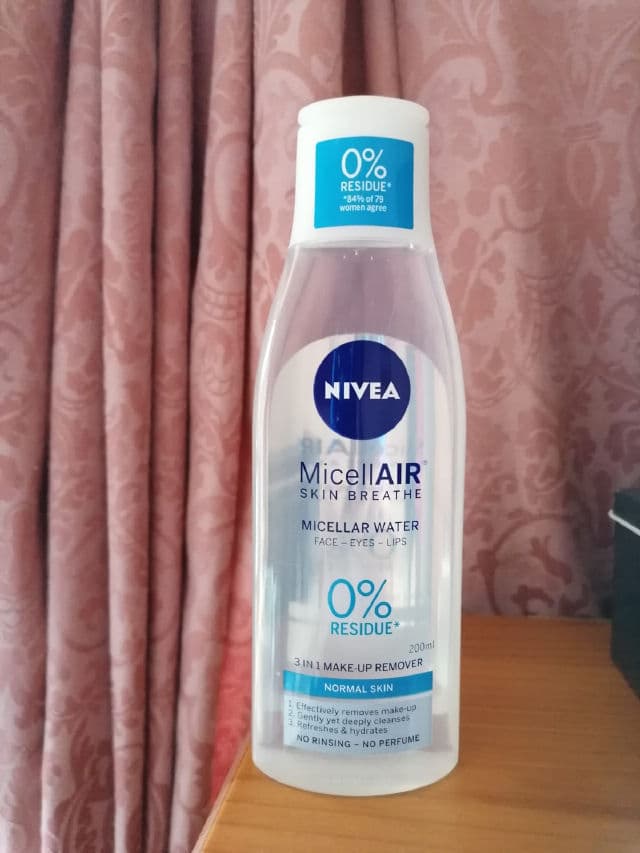 0%
RESIDUE*
*84% of 79
women agree
NIVEA
MicellAIR™
SKIN BREATHE
MICELLAR WATER
FACE – EYES – LIPS
0%
RESIDUE*
200ml
3 IN 1 MAKE-UP REMOVER
NORMAL SKIN
1. Effectively removes make-up
2. Gently yet deeply cleanses
3. Refreshes & hydrates
NO RINSING – NO PERFUME